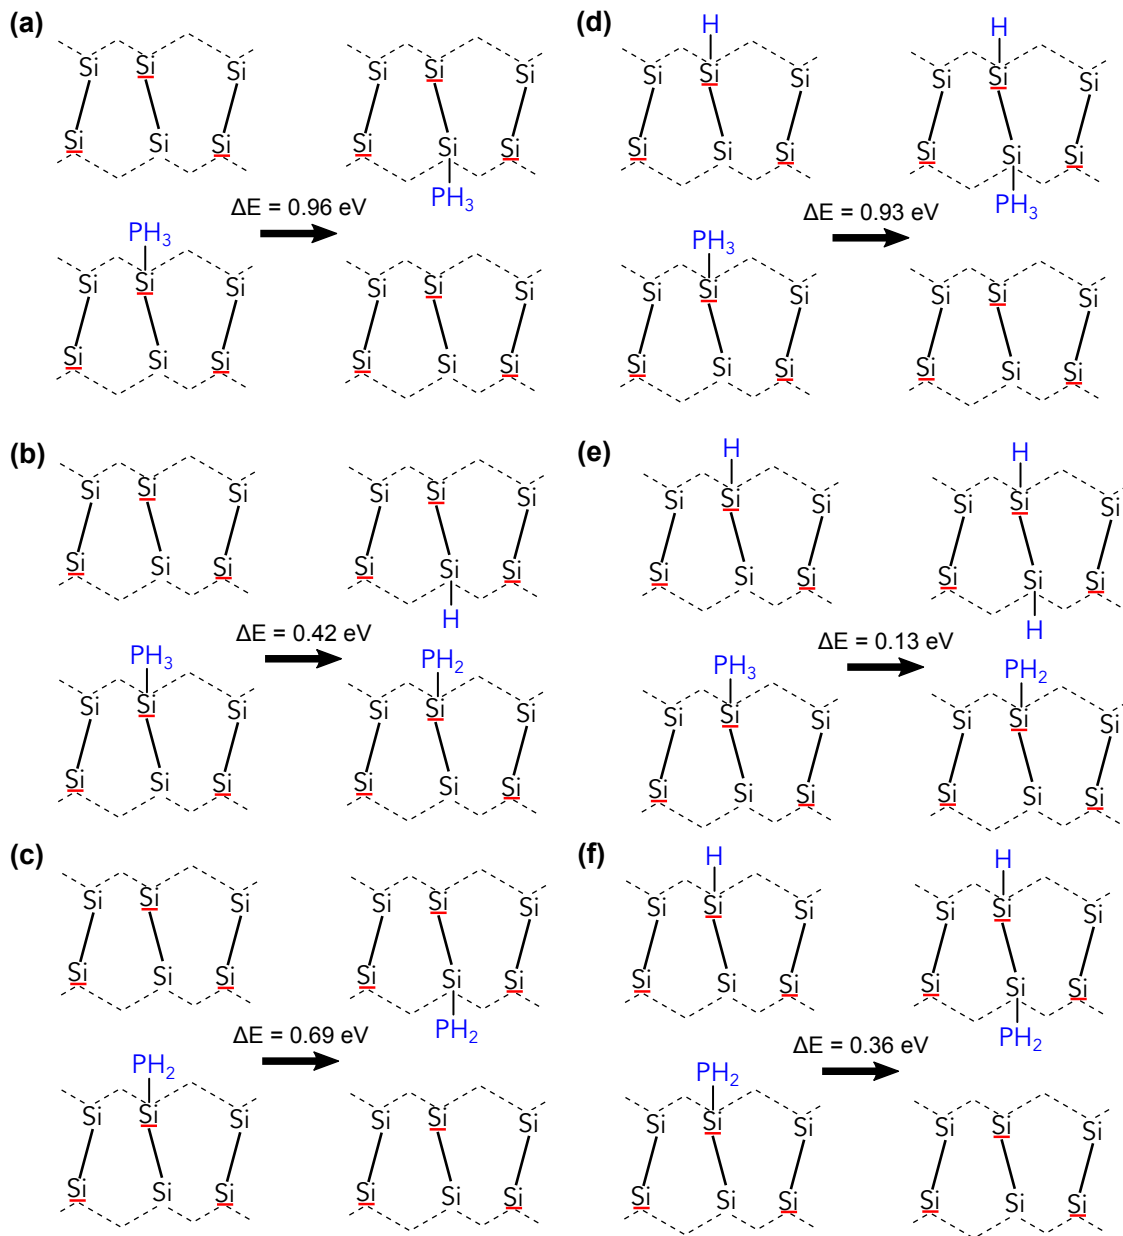 (a)
Si Si Si Si Si Si
Si Si Si Si Si Si
PH₃
ΔE = 0.96 eV
PH₃
Si Si Si Si Si Si
Si Si Si Si Si Si
(b)
Si Si Si Si Si Si
Si Si Si Si Si Si
H
ΔE = 0.42 eV
PH₃ PH₂
Si Si Si Si Si Si
Si Si Si Si Si Si
(c)
Si Si Si Si Si Si
Si Si Si Si Si Si
PH₂
ΔE = 0.69 eV
PH₂
Si Si Si Si Si Si
Si Si Si Si Si Si
(d)
H H
Si Si Si Si Si Si
Si Si Si Si Si Si
PH₃
ΔE = 0.93 eV
PH₃
Si Si Si Si Si Si
Si Si Si Si Si Si
(e)
H H
Si Si Si Si Si Si
Si Si Si Si Si Si
H
ΔE = 0.13 eV
PH₃ PH₂
Si Si Si Si Si Si
Si Si Si Si Si Si
(f)
H H
Si Si Si Si Si Si
Si Si Si Si Si Si
PH₂
ΔE = 0.36 eV
PH₂
Si Si Si Si Si Si
Si Si Si Si Si Si